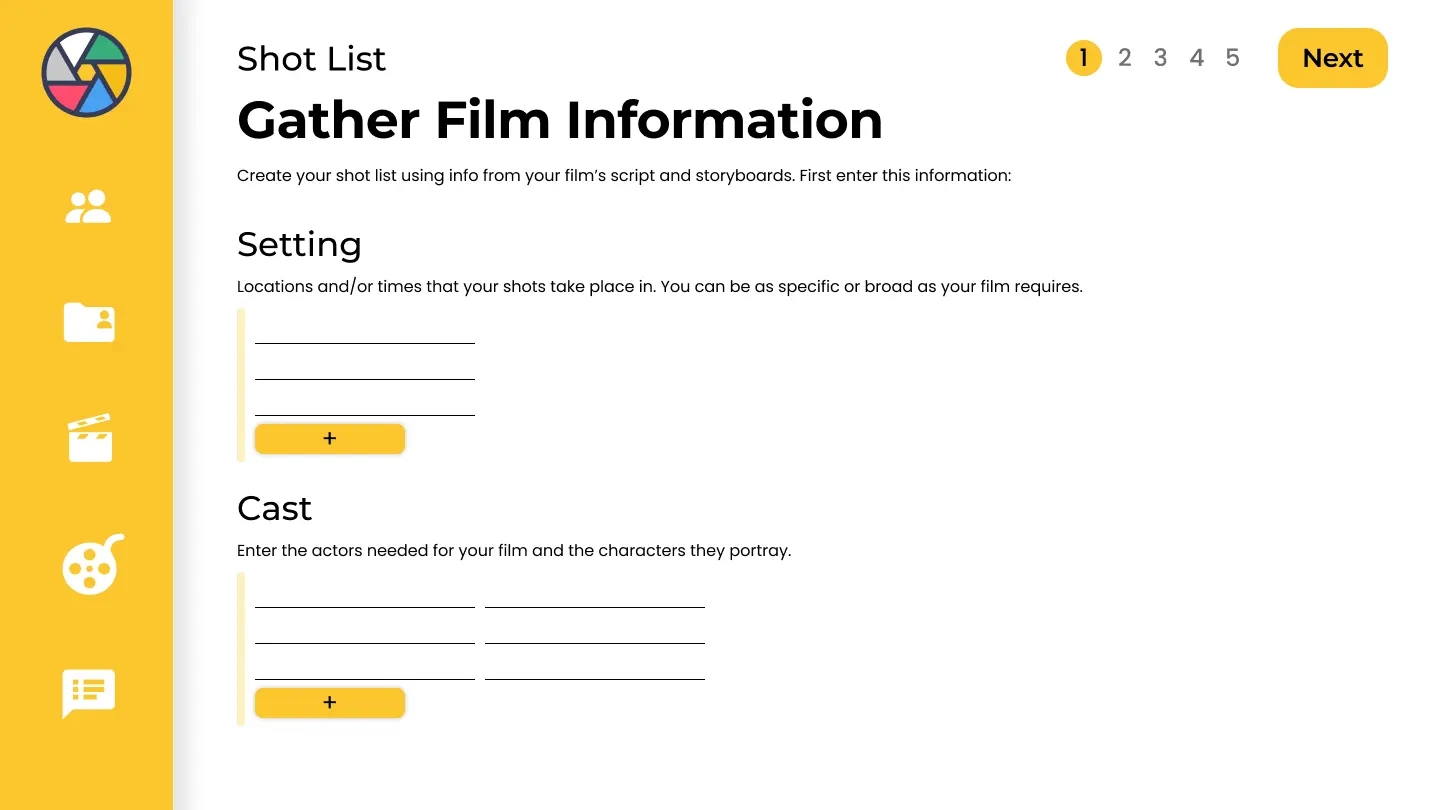 Shot List
1 2 3 4 5
Next
Gather Film Information
Create your shot list using info from your film’s script and storyboards. First enter this information:
Setting
Locations and/or times that your shots take place in. You can be as specific or broad as your film requires.
+
Cast
Enter the actors needed for your film and the characters they portray.
+